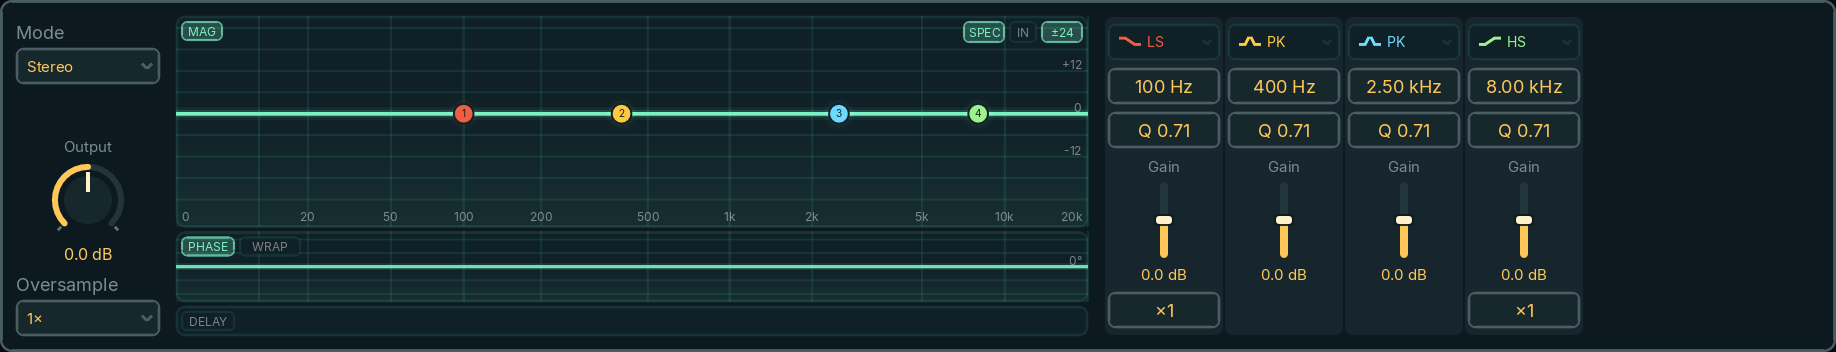 Mode
Stereo
Output
0.0 dB
Oversample
1×
MAG
SPEC IN ±24
+12
0
-12
1 2 3 4
0 20 50 100 200 500 1k 2k 5k 10k 20k
PHASE WRAP
0°
DELAY
LS PK PK HS
100 Hz 400 Hz 2.50 kHz 8.00 kHz
Q 0.71 Q 0.71 Q 0.71 Q 0.71
Gain Gain Gain Gain
0.0 dB 0.0 dB 0.0 dB 0.0 dB
×1 ×1